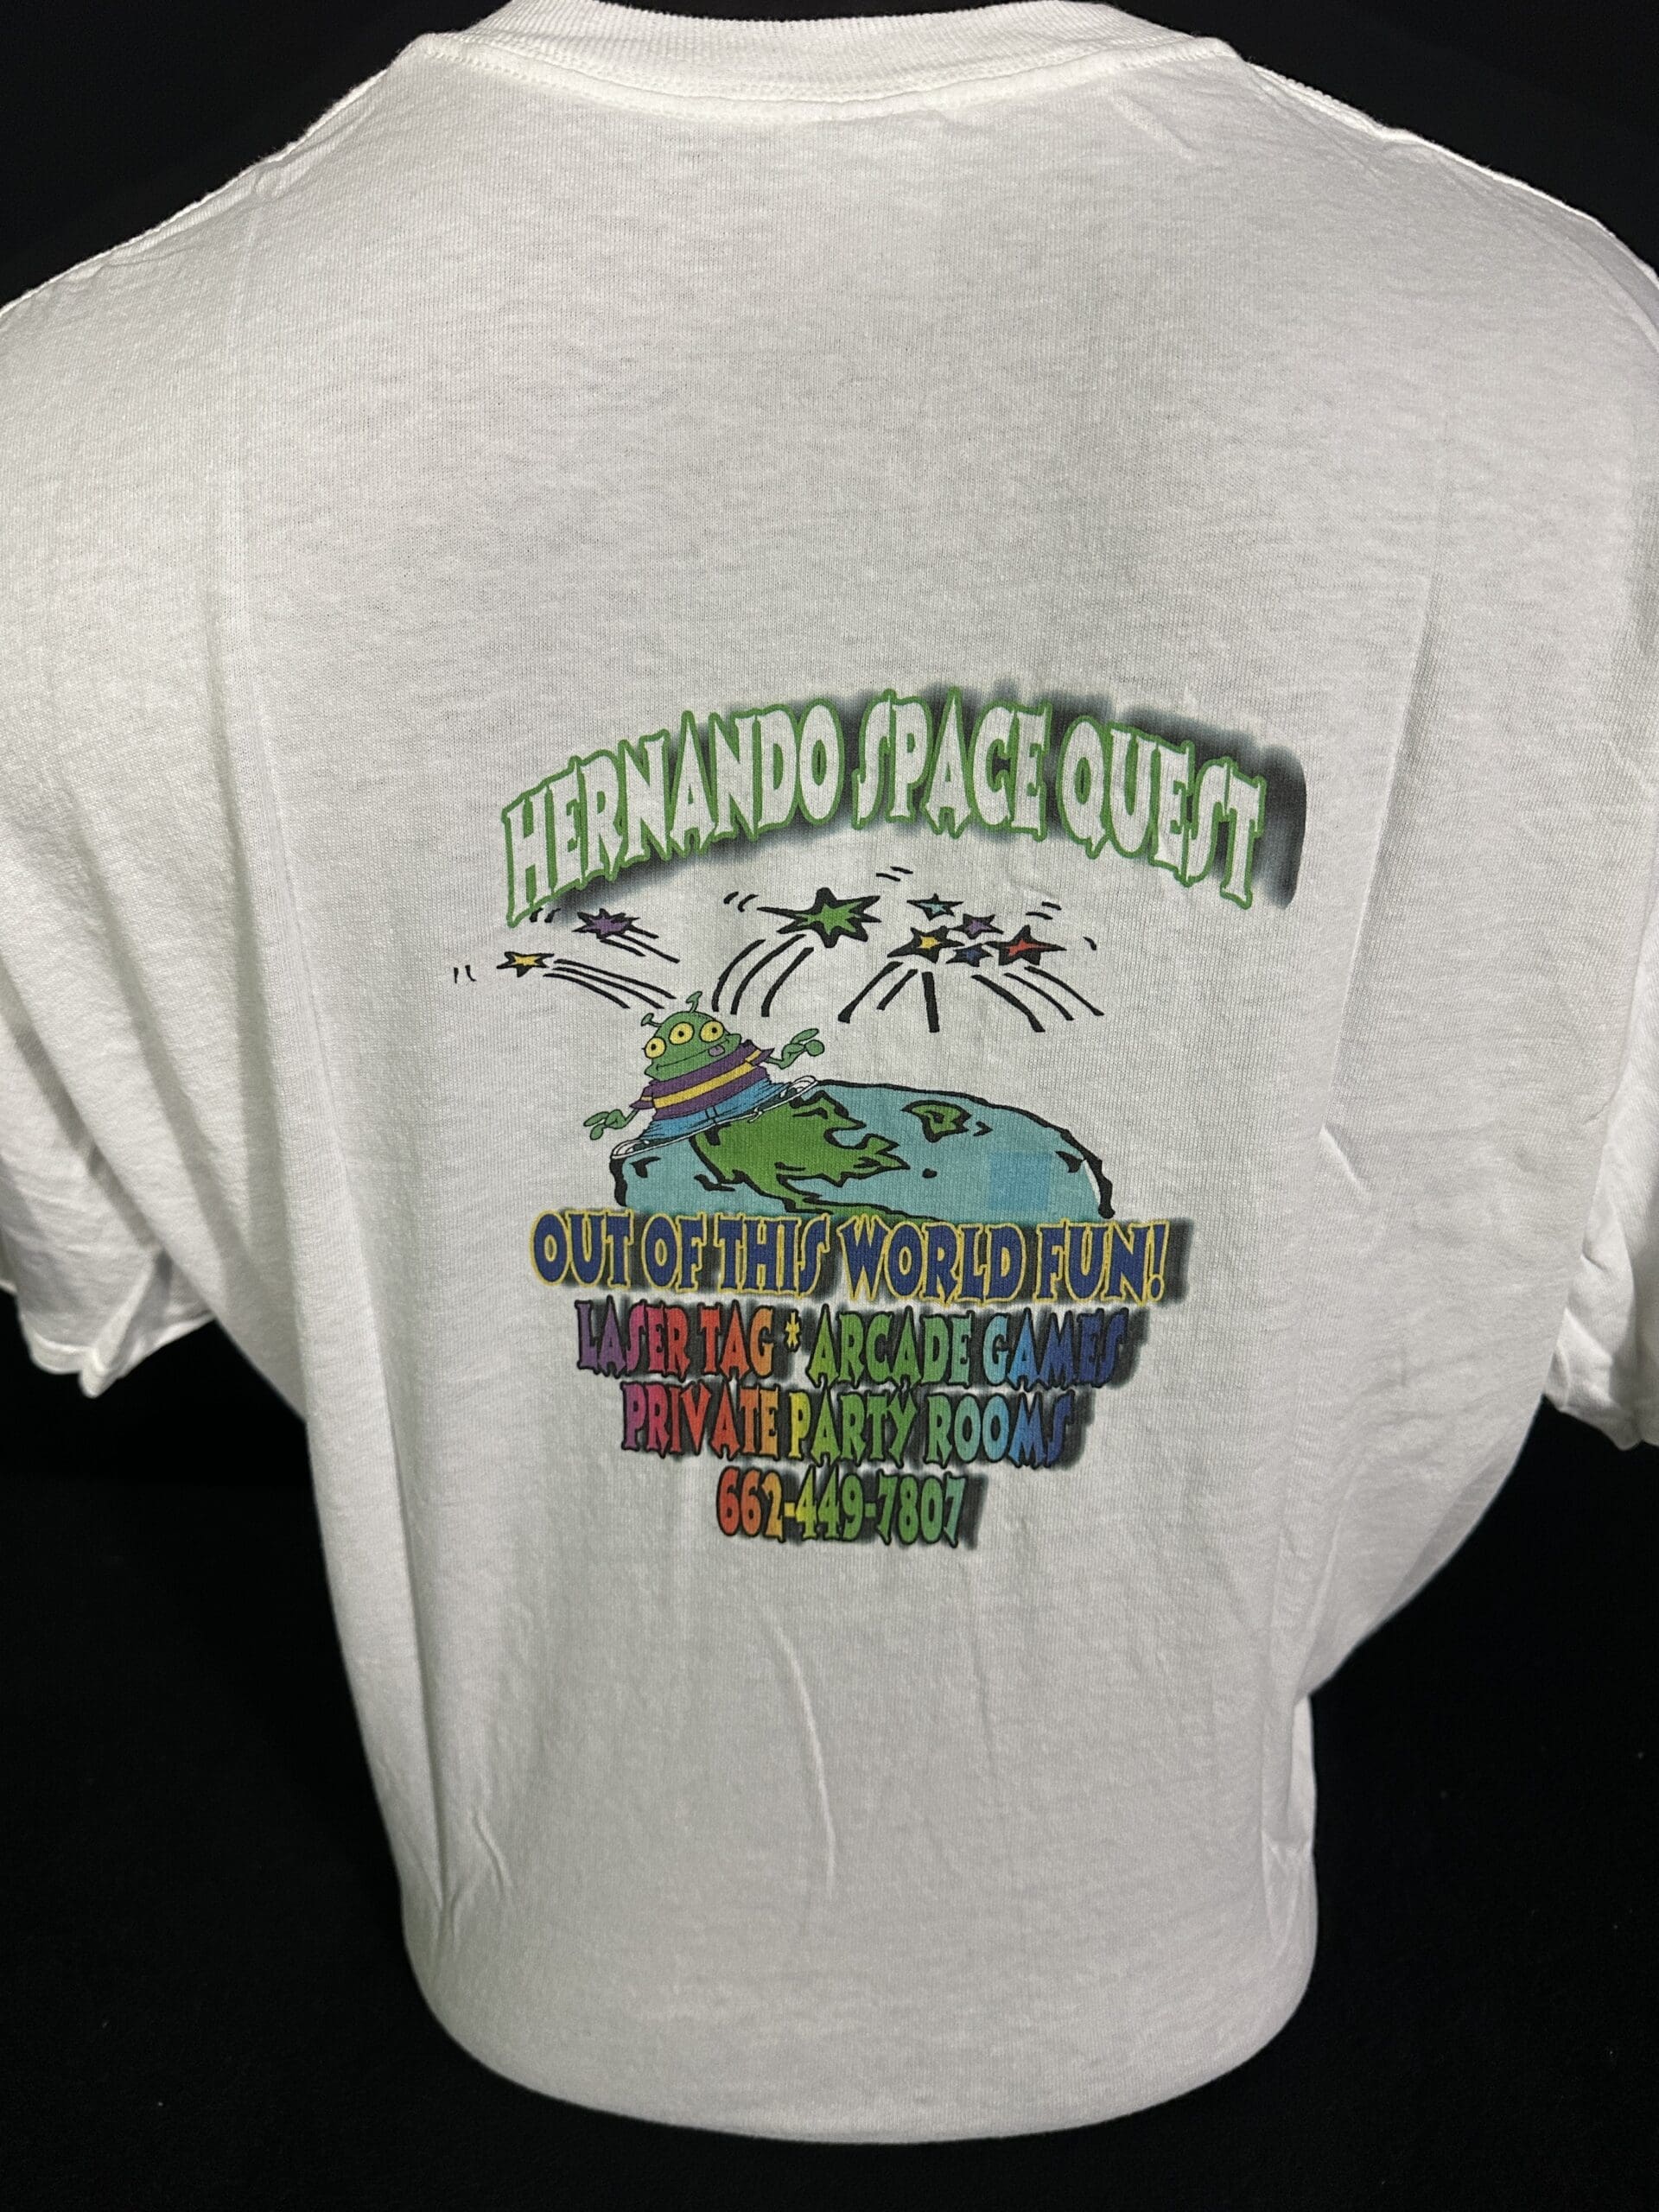 HERNANDO SPACE QUEST
OUT OF THIS WORLD FUN!
LASER TAG * ARCADE GAMES
PRIVATE PARTY ROOMS
662-449-7807